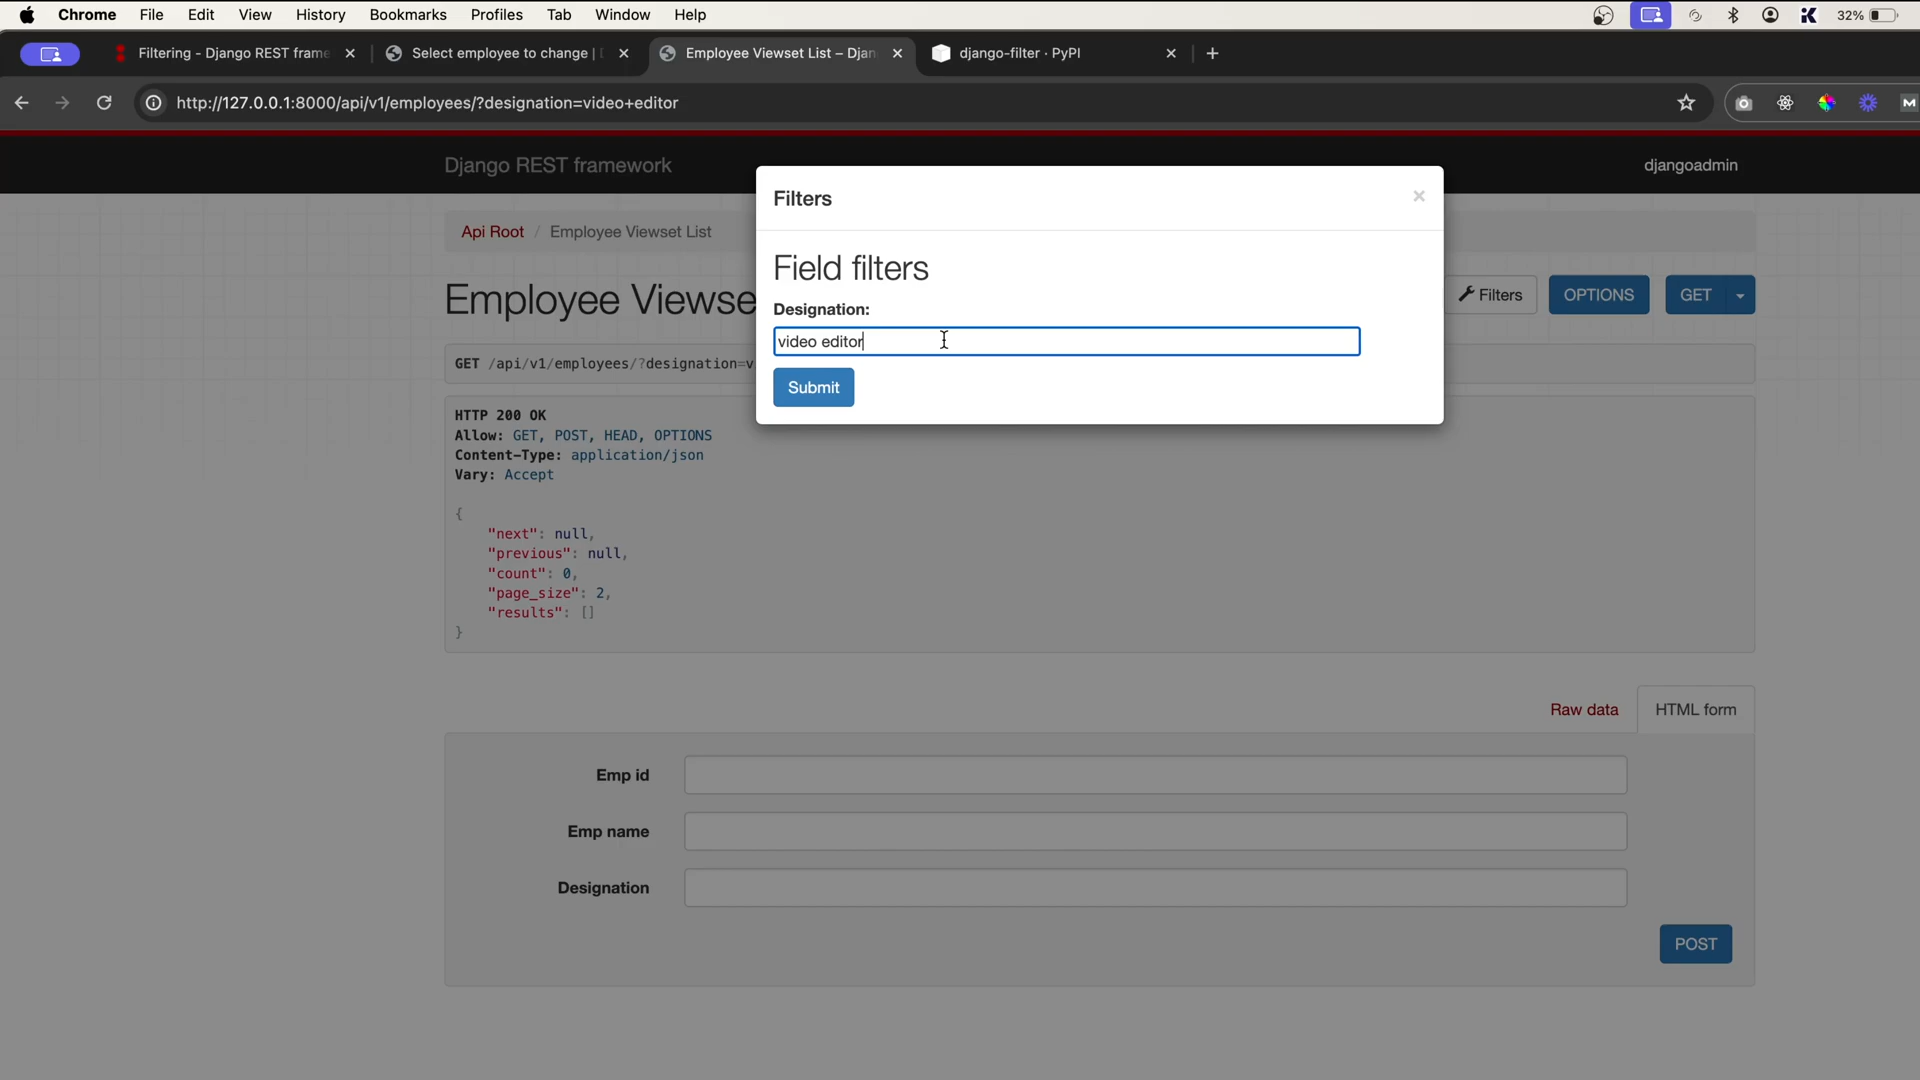 Chrome File Edit View History Bookmarks Profiles Tab Window Help 32%
Filtering - Django REST frame
Select employee to change |
Employee Viewset List – Djan
django-filter · PyPI
http://127.0.0.1:8000/api/v1/employees/?designation=video+editor
Django REST framework
djangoadmin
Filters
Field filters
Designation:
video editor
Submit
Api Root / Employee Viewset List
Employee Viewse
Filters
OPTIONS
GET
GET /api/v1/employees/?designation=v
HTTP 200 OK
Allow: GET, POST, HEAD, OPTIONS
Content-Type: application/json
Vary: Accept
{
"next": null,
"previous": null,
"count": 0,
"page_size": 2,
"results": []
}
Raw data
HTML form
Emp id
Emp name
Designation
POST